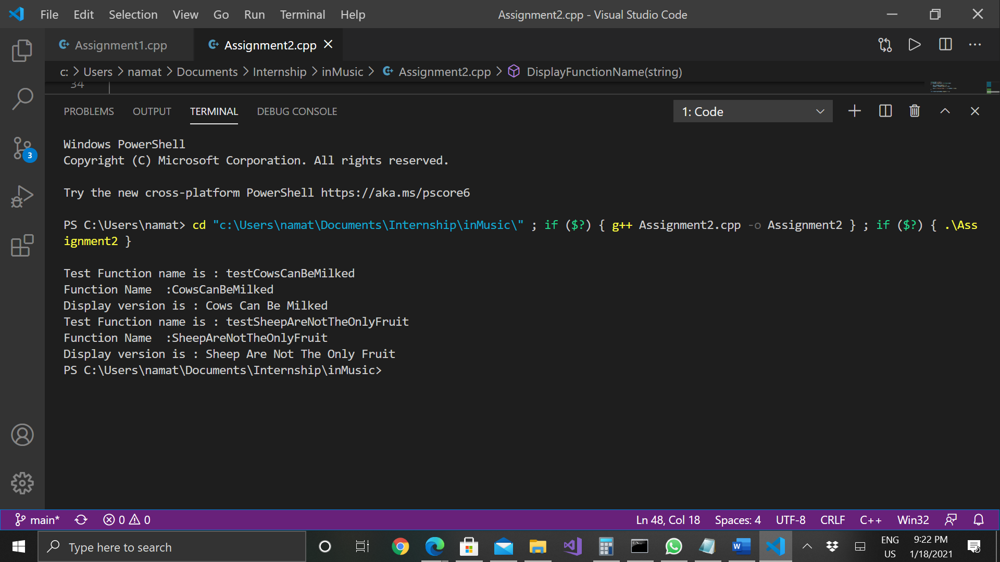 File Edit Selection View Go Run Terminal Help Assignment2.cpp - Visual Studio Code
Assignment1.cpp Assignment2.cpp
c: > Users > namat > Documents > Internship > inMusic > Assignment2.cpp > DisplayFunctionName(string)
34
PROBLEMS OUTPUT TERMINAL DEBUG CONSOLE 1: Code
Windows PowerShell
Copyright (C) Microsoft Corporation. All rights reserved.
Try the new cross-platform PowerShell https://aka.ms/pscore6
PS C:\Users\namat> cd "c:\Users\namat\Documents\Internship\inMusic\" ; if ($?) { g++ Assignment2.cpp -o Assignment2 } ; if ($?) { .\Ass
ignment2 }
Test Function name is : testCowsCanBeMilked
Function Name  :CowsCanBeMilked
Display version is : Cows Can Be Milked
Test Function name is : testSheepAreNotTheOnlyFruit
Function Name  :SheepAreNotTheOnlyFruit
Display version is : Sheep Are Not The Only Fruit
PS C:\Users\namat\Documents\Internship\inMusic>
3
main* 0 0 Ln 48, Col 18 Spaces: 4 UTF-8 CRLF C++ Win32
Type here to search
ENG 9:22 PM
US 1/18/2021